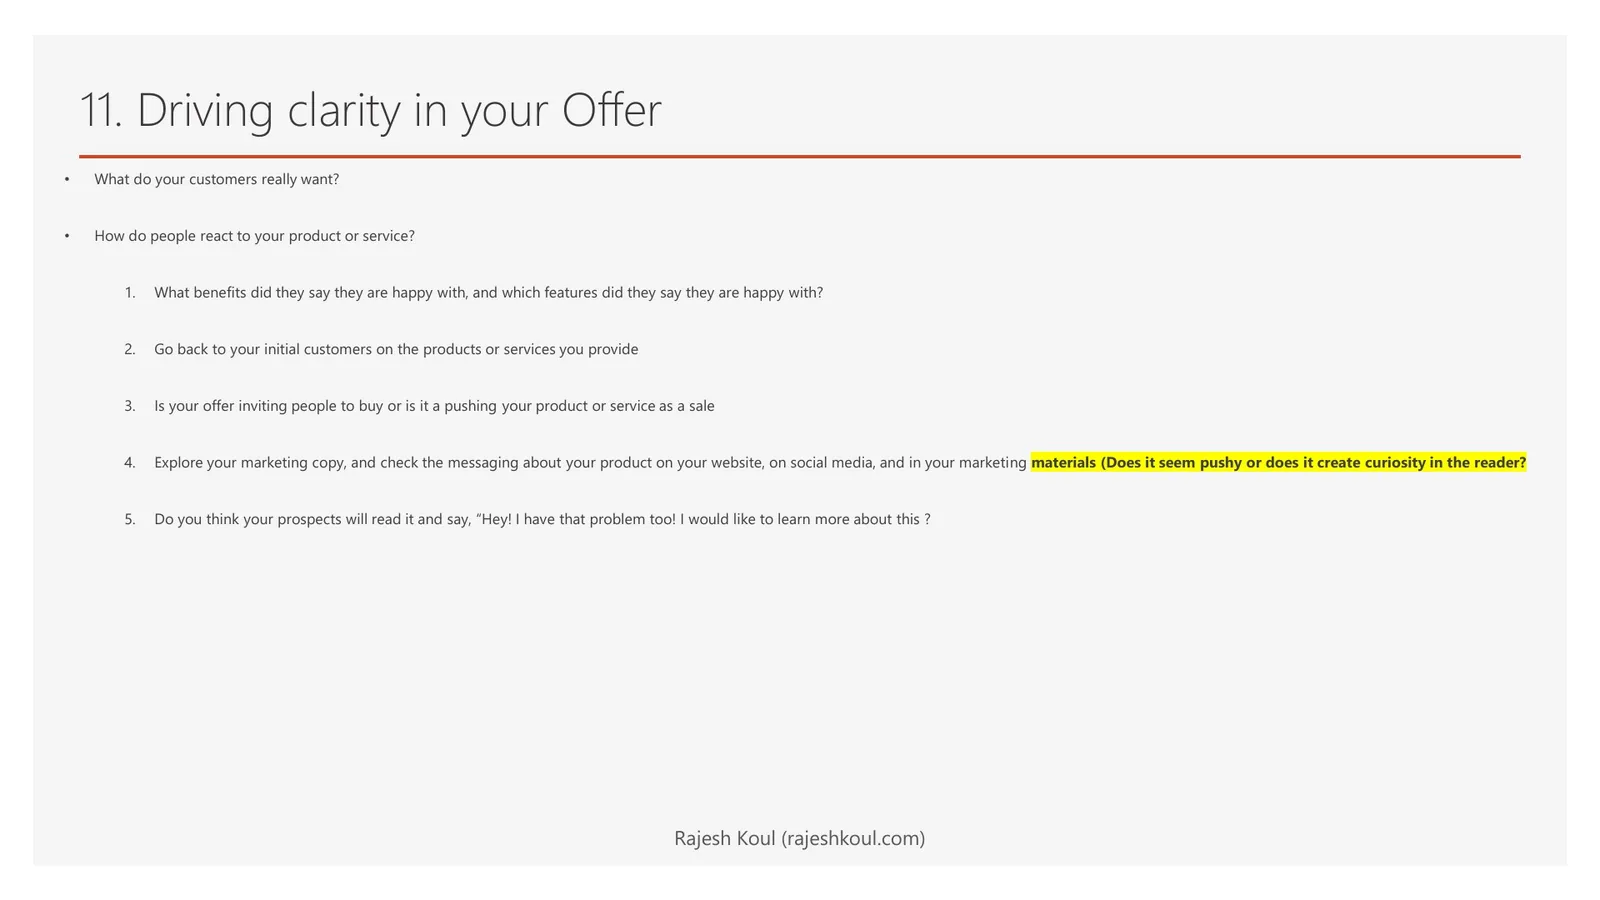 11. Driving clarity in your Offer
• What do your customers really want?
• How do people react to your product or service?
1. What benefits did they say they are happy with, and which features did they say they are happy with?
2. Go back to your initial customers on the products or services you provide
3. Is your offer inviting people to buy or is it a pushing your product or service as a sale
4. Explore your marketing copy, and check the messaging about your product on your website, on social media, and in your marketing materials (Does it seem pushy or does it create curiosity in the reader?
5. Do you think your prospects will read it and say, “Hey! I have that problem too! I would like to learn more about this ?
Rajesh Koul (rajeshkoul.com)